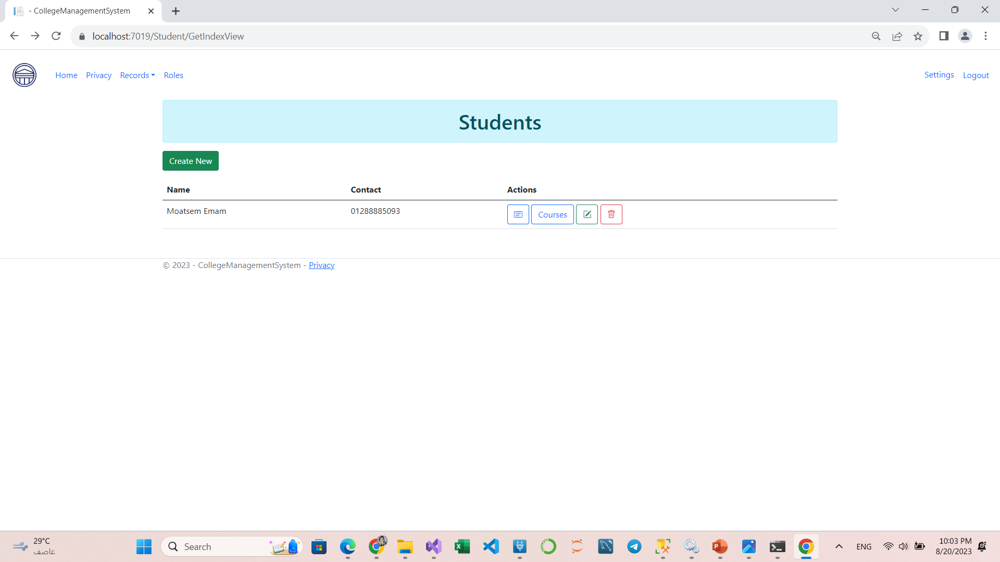 - CollegeManagementSystem
localhost:7019/Student/GetIndexView
Home Privacy Records Roles Settings Logout
Students
Create New
Name Contact Actions
Moatsem Emam 01288885093 Courses
© 2023 - CollegeManagementSystem - Privacy
29°C
عاصف
Search
ENG
10:03 PM
8/20/2023